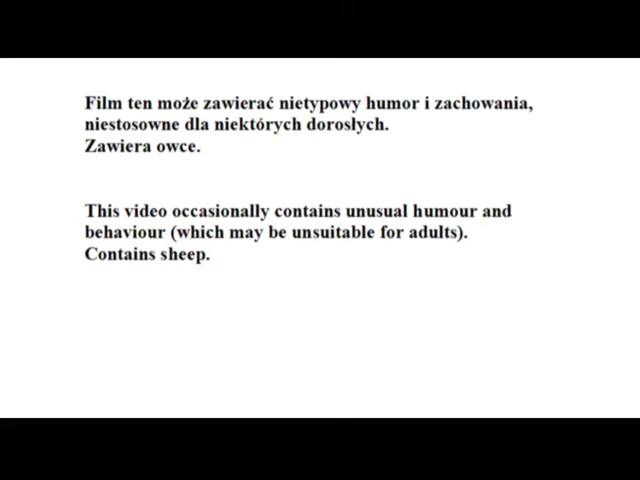 Film ten może zawierać nietypowy humor i zachowania,
niestosowne dla niektórych dorosłych.
Zawiera owce.
This video occasionally contains unusual humour and
behaviour (which may be unsuitable for adults).
Contains sheep.